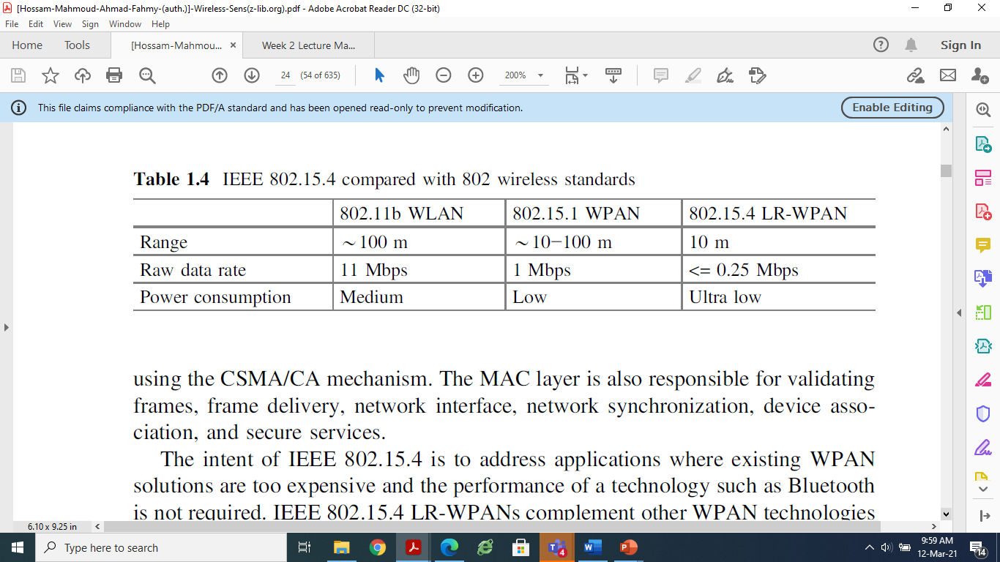 [Hossam-Mahmoud-Ahmad-Fahmy-(auth.)]-Wireless-Sens(z-lib.org).pdf - Adobe Acrobat Reader DC (32-bit)
File Edit View Sign Window Help
Home Tools [Hossam-Mahmou... × Week 2 Lecture Ma... Sign In
24 (54 of 635) 200%
This file claims compliance with the PDF/A standard and has been opened read-only to prevent modification. Enable Editing
Table 1.4 IEEE 802.15.4 compared with 802 wireless standards
802.11b WLAN 802.15.1 WPAN 802.15.4 LR-WPAN
Range ~100 m ~10−100 m 10 m
Raw data rate 11 Mbps 1 Mbps <= 0.25 Mbps
Power consumption Medium Low Ultra low
using the CSMA/CA mechanism. The MAC layer is also responsible for validating
frames, frame delivery, network interface, network synchronization, device asso-
ciation, and secure services.
The intent of IEEE 802.15.4 is to address applications where existing WPAN
solutions are too expensive and the performance of a technology such as Bluetooth
is not required. IEEE 802.15.4 LR-WPANs complement other WPAN technologies
6.10 x 9.25 in
Type here to search
4
W
P
9:59 AM
12-Mar-21
14